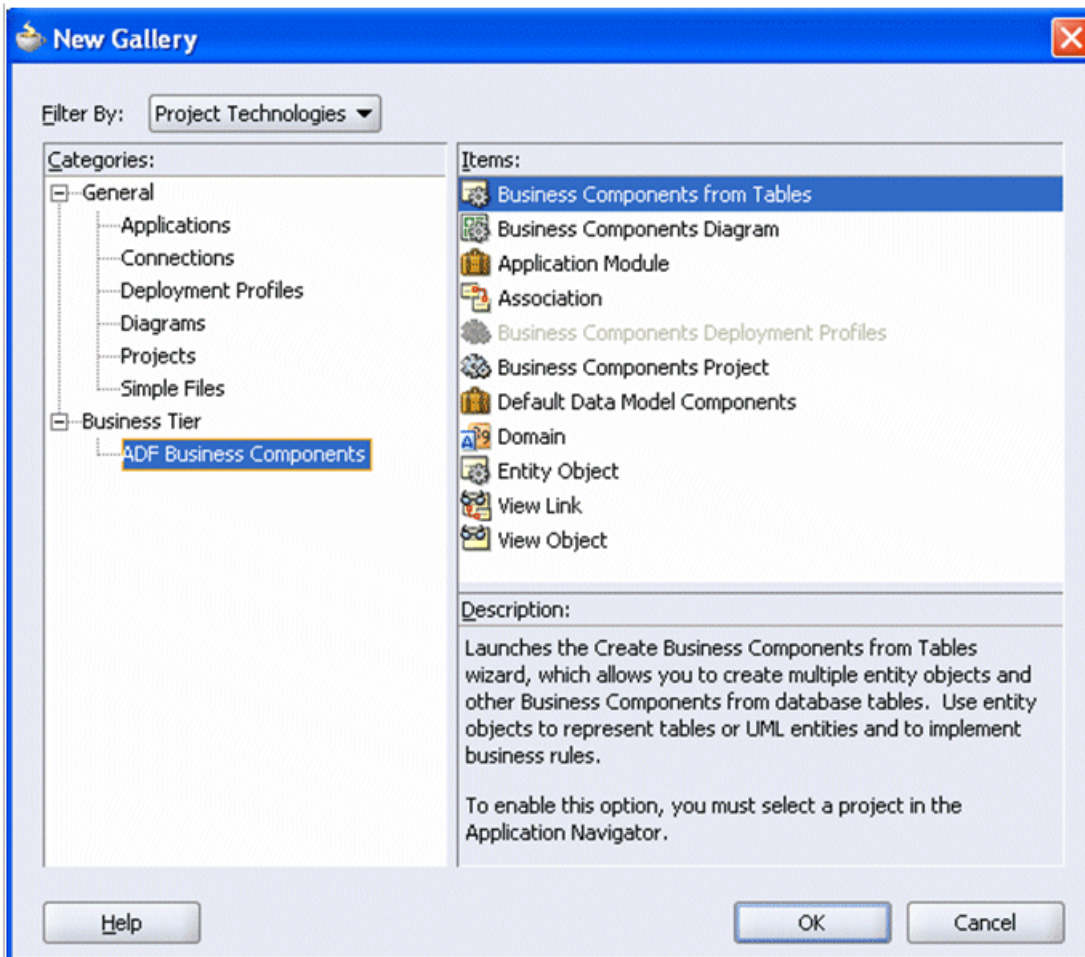 New Gallery
Filter By: Project Technologies
Categories:
General
Applications
Connections
Deployment Profiles
Diagrams
Projects
Simple Files
Business Tier
ADF Business Components
Items:
Business Components from Tables
Business Components Diagram
Application Module
Association
Business Components Deployment Profiles
Business Components Project
Default Data Model Components
Domain
Entity Object
View Link
View Object
Description:
Launches the Create Business Components from Tables
wizard, which allows you to create multiple entity objects and
other Business Components from database tables. Use entity
objects to represent tables or UML entities and to implement
business rules.
To enable this option, you must select a project in the
Application Navigator.
Help
OK
Cancel